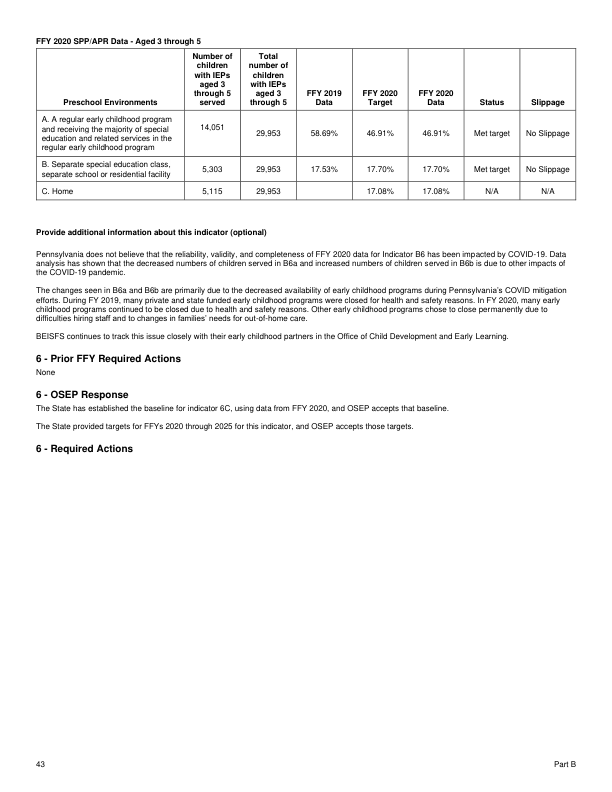 FFY 2020 SPP/APR Data - Aged 3 through 5
Preschool Environments
Number of
children
with IEPs
aged 3
through 5
served
Total
number of
children
with IEPs
aged 3
through 5
FFY 2019
Data
FFY 2020
Target
FFY 2020
Data
Status
Slippage
A. A regular early childhood program
and receiving the majority of special
education and related services in the
regular early childhood program
14,051
29,953
58.69%
46.91%
46.91%
Met target
No Slippage
B. Separate special education class,
separate school or residential facility
5,303
29,953
17.53%
17.70%
17.70%
Met target
No Slippage
C. Home
5,115
29,953
17.08%
17.08%
N/A
N/A
Provide additional information about this indicator (optional)
Pennsylvania does not believe that the reliability, validity, and completeness of FFY 2020 data for Indicator B6 has been impacted by COVID-19. Data
analysis has shown that the decreased numbers of children served in B6a and increased numbers of children served in B6b is due to other impacts of
the COVID-19 pandemic.
The changes seen in B6a and B6b are primarily due to the decreased availability of early childhood programs during Pennsylvania's COVID mitigation
efforts. During FY 2019, many private and state funded early childhood programs were closed for health and safety reasons. In FY 2020, many early
childhood programs continued to be closed due to health and safety reasons. Other early childhood programs chose to close permanently due to
difficulties hiring staff and to changes in families' needs for out-of-home care.
BEISFS continues to track this issue closely with their early childhood partners in the Office of Child Development and Early Learning.
6 - Prior FFY Required Actions
None
6 - OSEP Response
The State has established the baseline for indicator 6C, using data from FFY 2020, and OSEP accepts that baseline.
The State provided targets for FFYs 2020 through 2025 for this indicator, and OSEP accepts those targets.
6 - Required Actions
43
Part B